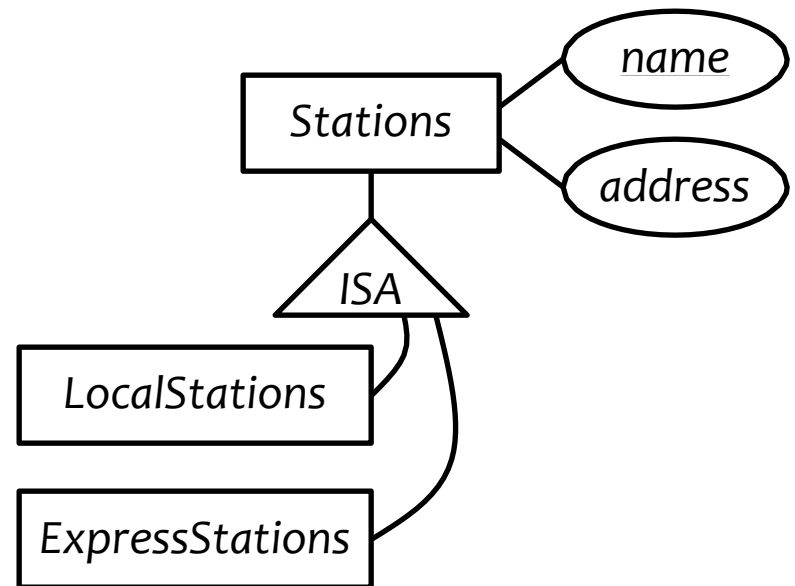 name
Stations
address
ISA
LocalStations
ExpressStations